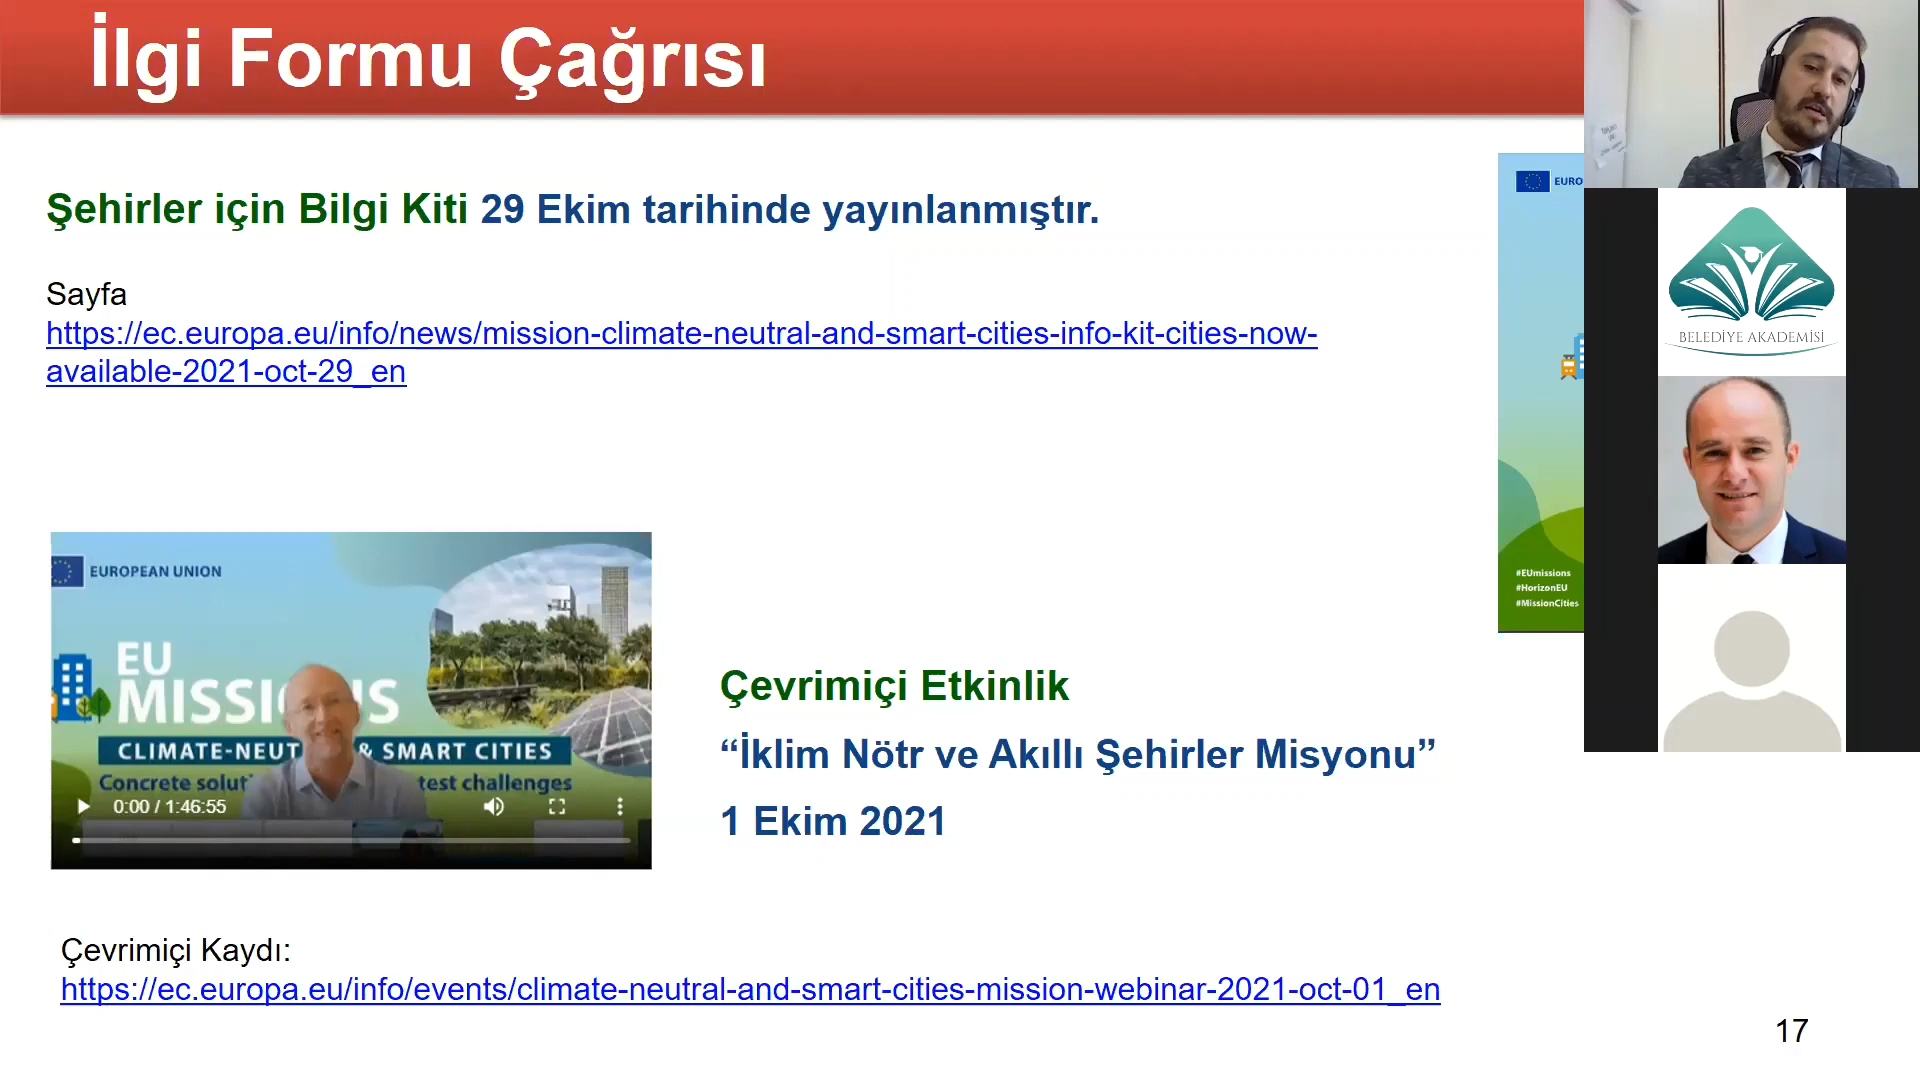 İlgi Formu Çağrısı
Şehirler için Bilgi Kiti 29 Ekim tarihinde yayınlanmıştır.
Sayfa
https://ec.europa.eu/info/news/mission-climate-neutral-and-smart-cities-info-kit-cities-now-
available-2021-oct-29_en
EURO
#EUmissions
#HorizonEU
#MissionCities
BELEDİYE AKADEMİSİ
EUROPEAN UNION
EU
MISSI S
CLIMATE-NEUT & SMART CITIES
Concrete solut test challenges
0:00 / 1:46:55
Çevrimiçi Etkinlik
“İklim Nötr ve Akıllı Şehirler Misyonu”
1 Ekim 2021
Çevrimiçi Kaydı:
https://ec.europa.eu/info/events/climate-neutral-and-smart-cities-mission-webinar-2021-oct-01_en
17